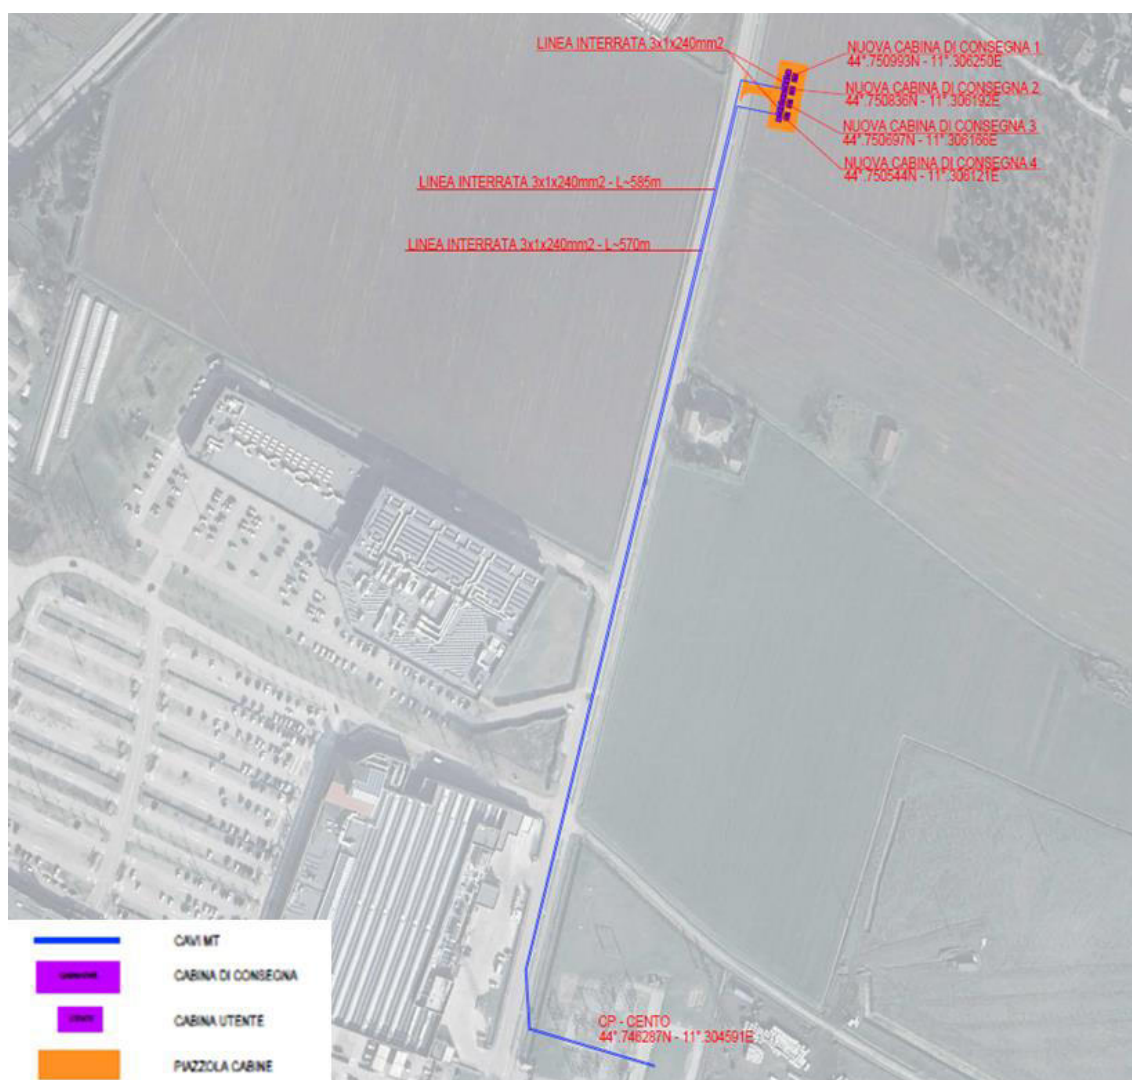 LINEA INTERRATA 3x1x240mm2
NUOVA CABINA DI CONSEGNA 1
44°.750993N - 11°.306250E
NUOVA CABINA DI CONSEGNA 2
44°.750836N - 11°.306192E
NUOVA CABINA DI CONSEGNA 3
44°.750697N - 11°.306166E
NUOVA CABINA DI CONSEGNA 4
44°.750544N - 11°.306121E
LINEA INTERRATA 3x1x240mm2 - L~585m
LINEA INTERRATA 3x1x240mm2 - L~570m
CP - CENTO
44°.746287N - 11°.304591E
CAVI MT
CABINA DI CONSEGNA
CABINA UTENTE
PIAZZOLA CABINE